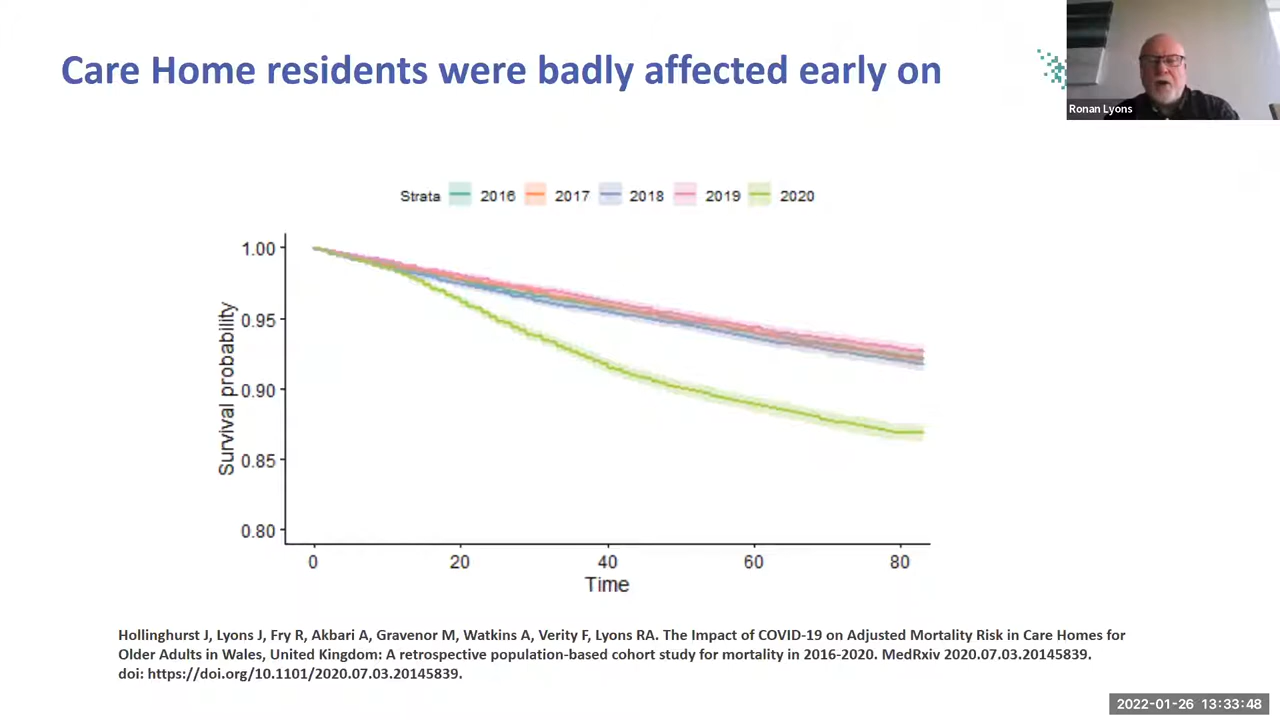 Care Home residents were badly affected early on
Ronan Lyons
Strata 2016 2017 2018 2019 2020
1.00
0.95
0.90
0.85
0.80
Survival probability
0 20 40 60 80
Time
Hollinghurst J, Lyons J, Fry R, Akbari A, Gravenor M, Watkins A, Verity F, Lyons RA. The Impact of COVID-19 on Adjusted Mortality Risk in Care Homes for
Older Adults in Wales, United Kingdom: A retrospective population-based cohort study for mortality in 2016-2020. MedRxiv 2020.07.03.20145839.
doi: https://doi.org/10.1101/2020.07.03.20145839.
2022-01-26 13:33:48